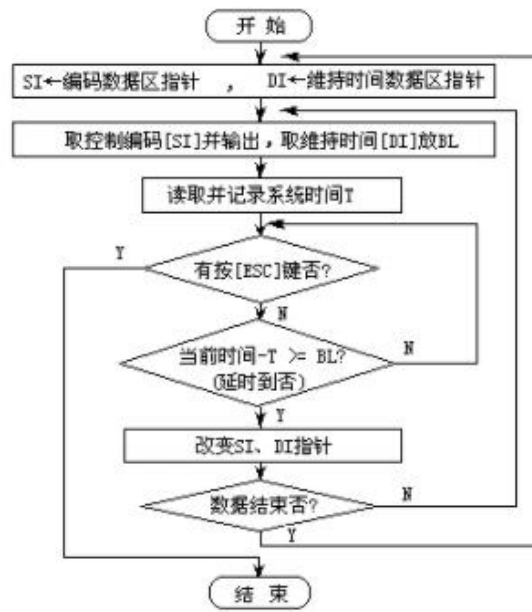 开 始
SI←编码数据区指针 , DI←维持时间数据区指针
取控制编码[SI]并输出，取维持时间[DI]放BL
读取并记录系统时间T
Y
有按[ESC]键否?
N
当前时间-T >= BL?
N
(延时到否)
Y
改变SI、DI指针
数据结束否?
N
Y
结 束